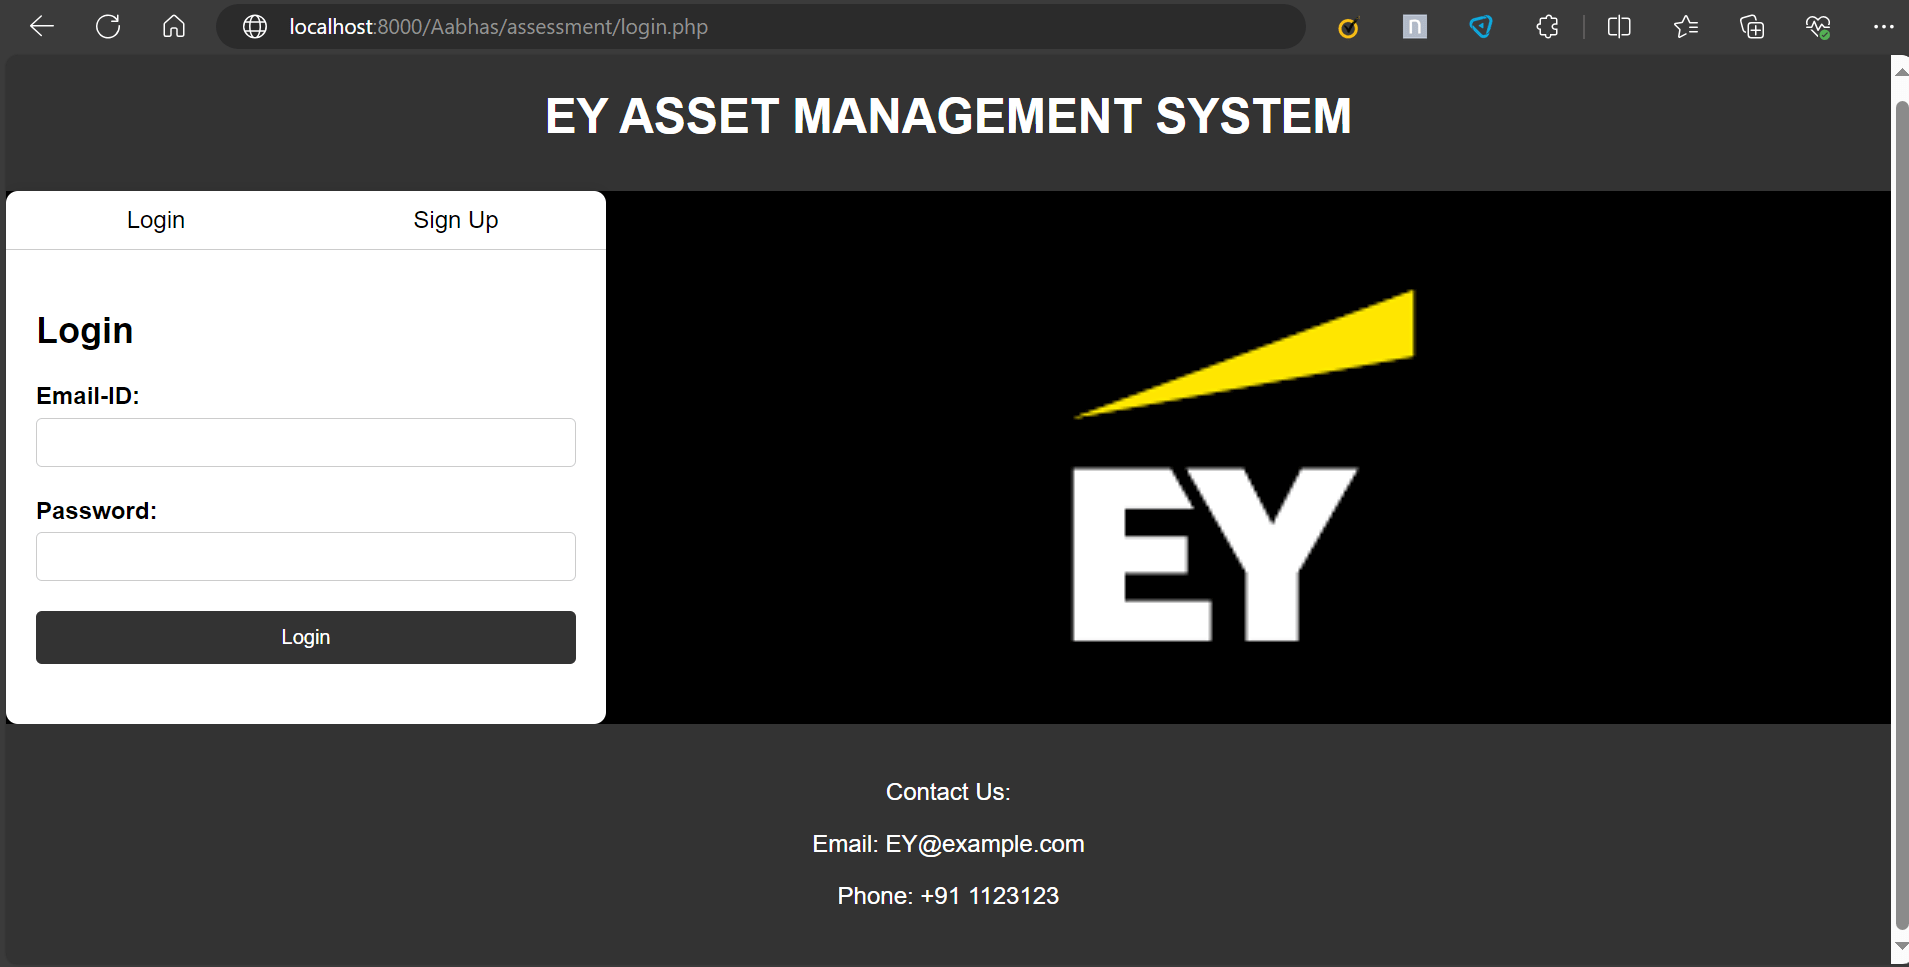 localhost:8000/Aabhas/assessment/login.php
n
EY ASSET MANAGEMENT SYSTEM
Login Sign Up
Login
Email-ID:
Password:
Login
EY
Contact Us:
Email: EY@example.com
Phone: +91 1123123